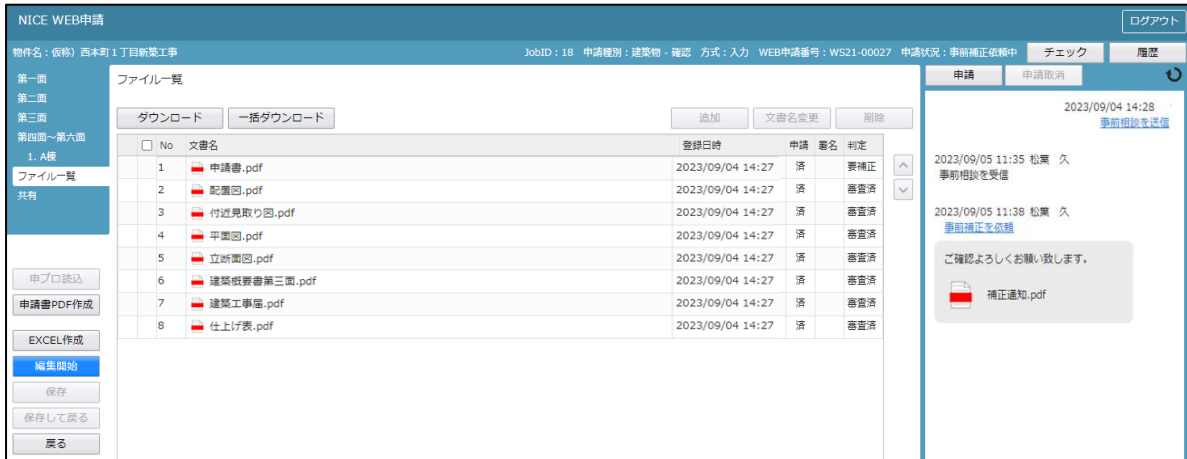 NICE WEB申請
ログアウト
物件名：仮称）西本町１丁目新築工事
JobID：18 申請種別：建築物 - 確認 方式：入力 WEB申請番号：WS21-00027 申請状況：事前補正依頼中
チェック
履歴
第一面
第二面
第三面
第四面～第六面
1. A棟
ファイル一覧
共有
申プロ読込
申請書PDF作成
EXCEL作成
編集開始
保存
保存して戻る
戻る
ファイル一覧
ダウンロード 一括ダウンロード 追加 文書名変更 削除
No 文書名 登録日時 申請 署名 判定
1 申請書.pdf 2023/09/04 14:27 済 要補正
2 配置図.pdf 2023/09/04 14:27 済 審査済
3 付近見取り図.pdf 2023/09/04 14:27 済 審査済
4 平面図.pdf 2023/09/04 14:27 済 審査済
5 立断面図.pdf 2023/09/04 14:27 済 審査済
6 建築概要書第三面.pdf 2023/09/04 14:27 済 審査済
7 建築工事届.pdf 2023/09/04 14:27 済 審査済
8 仕上げ表.pdf 2023/09/04 14:27 済 審査済
申請 申請取消
2023/09/04 14:28
事前相談を送信
2023/09/05 11:35 松葉 久
事前相談を受信
2023/09/05 11:38 松葉 久
事前補正を依頼
ご確認よろしくお願い致します。
補正通知.pdf